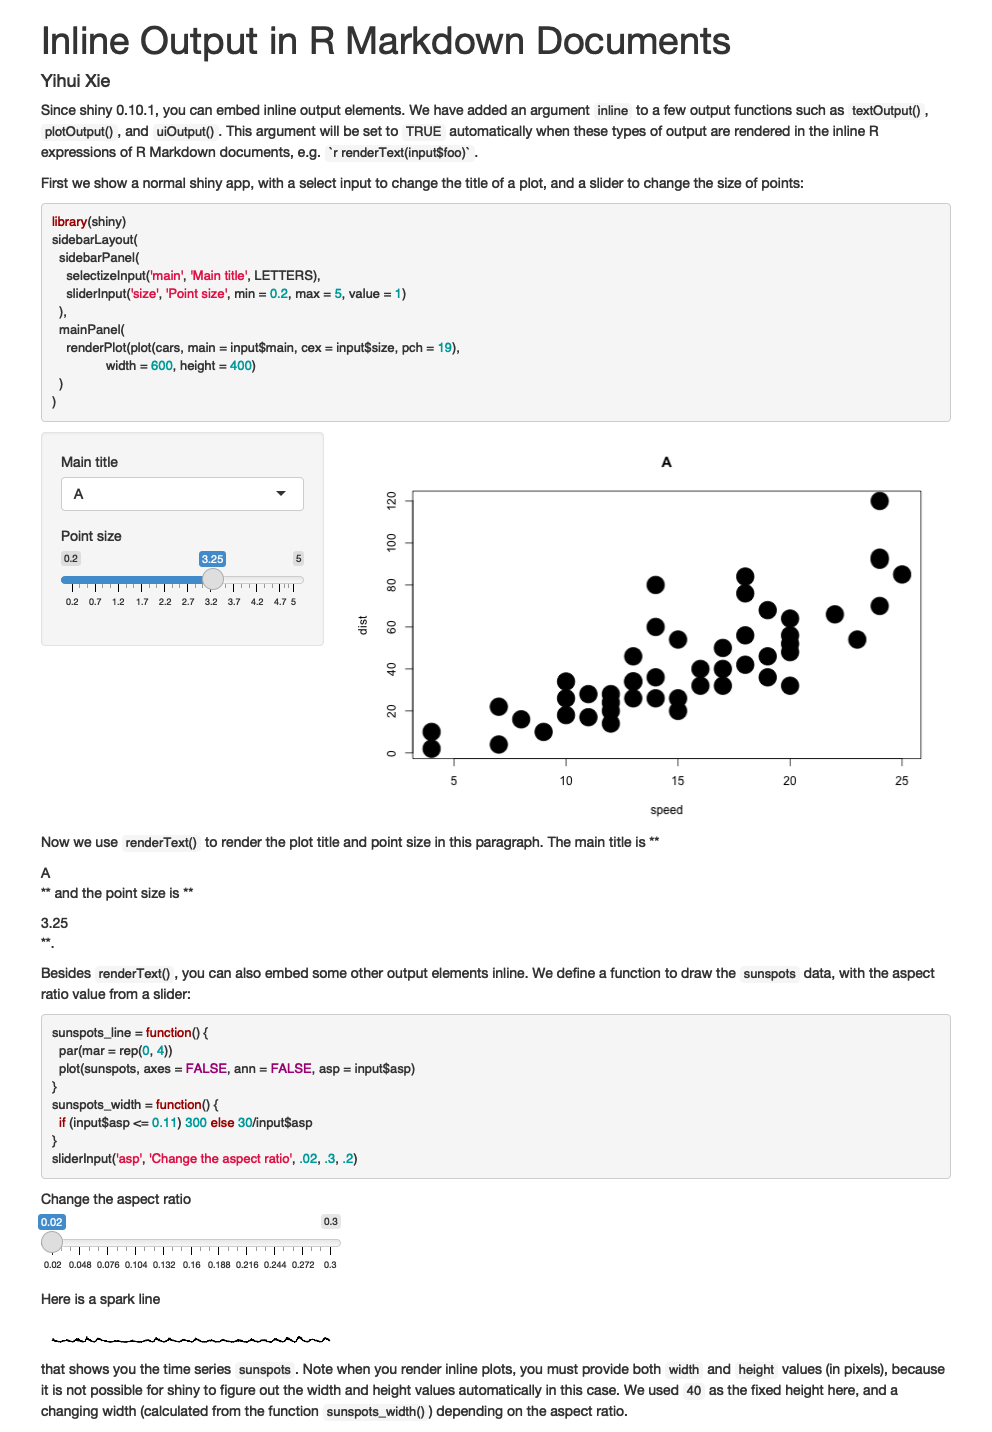 Inline Output in R Markdown Documents
Yihui Xie
Since shiny 0.10.1, you can embed inline output elements. We have added an argument inline to a few output functions such as textOutput() ,
plotOutput() , and uiOutput() . This argument will be set to TRUE automatically when these types of output are rendered in the inline R
expressions of R Markdown documents, e.g. `r renderText(input$foo)` .
First we show a normal shiny app, with a select input to change the title of a plot, and a slider to change the size of points:
library(shiny)
sidebarLayout(
  sidebarPanel(
    selectizeInput('main', 'Main title', LETTERS),
    sliderInput('size', 'Point size', min = 0.2, max = 5, value = 1)
  ),
  mainPanel(
    renderPlot(plot(cars, main = input$main, cex = input$size, pch = 19),
               width = 600, height = 400)
  )
)
Main title
A
Point size
0.2 3.25 5
0.2 0.7 1.2 1.7 2.2 2.7 3.2 3.7 4.2 4.7 5
A
dist
120
100
80
60
40
20
0
5 10 15 20 25
speed
Now we use renderText() to render the plot title and point size in this paragraph. The main title is **
A
** and the point size is **
3.25
**.
Besides renderText() , you can also embed some other output elements inline. We define a function to draw the sunspots data, with the aspect
ratio value from a slider:
sunspots_line = function() {
  par(mar = rep(0, 4))
  plot(sunspots, axes = FALSE, ann = FALSE, asp = input$asp)
}
sunspots_width = function() {
  if (input$asp <= 0.11) 300 else 30/input$asp
}
sliderInput('asp', 'Change the aspect ratio', .02, .3, .2)
Change the aspect ratio
0.02 0.3
0.02 0.048 0.076 0.104 0.132 0.16 0.188 0.216 0.244 0.272 0.3
Here is a spark line
that shows you the time series sunspots . Note when you render inline plots, you must provide both width and height values (in pixels), because
it is not possible for shiny to figure out the width and height values automatically in this case. We used 40 as the fixed height here, and a
changing width (calculated from the function sunspots_width() ) depending on the aspect ratio.